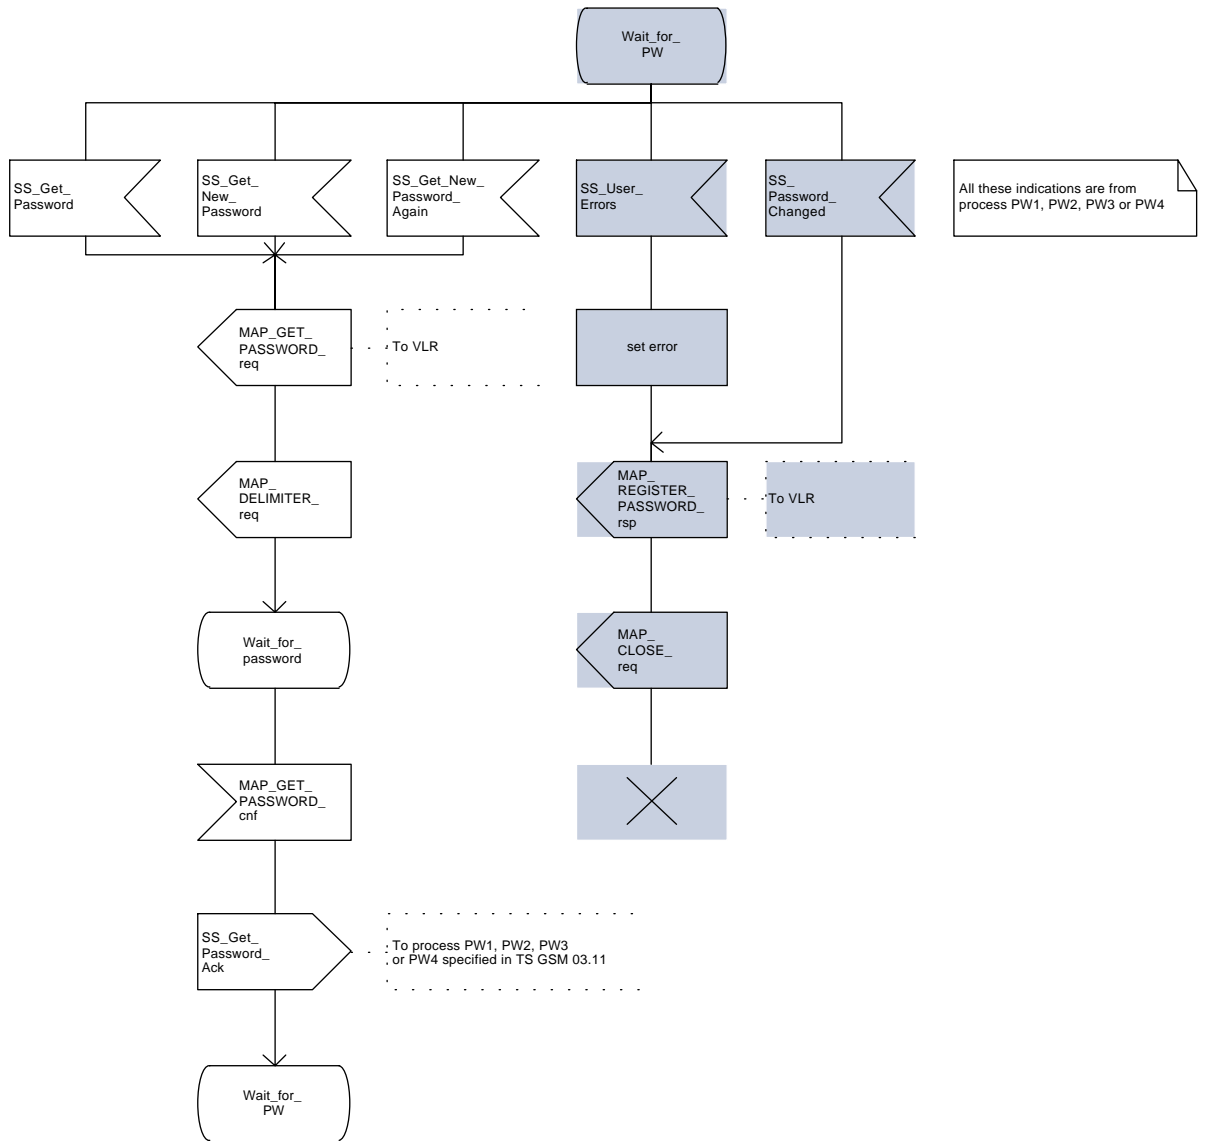 Wait_for_
PW
SS_Get_
Password
SS_Get_
New_
Password
SS_Get_New_
Password_
Again
SS_User_
Errors
SS_
Password_
Changed
All these indications are from
process PW1, PW2, PW3 or PW4
MAP_GET_
PASSWORD_
req
To VLR
set error
MAP_
DELIMITER_
req
MAP_
REGISTER_
PASSWORD_
rsp
To VLR
Wait_for_
password
MAP_
CLOSE_
req
MAP_GET_
PASSWORD_
cnf
SS_Get_
Password_
Ack
To process PW1, PW2, PW3
or PW4 specified in TS GSM 03.11
Wait_for_
PW